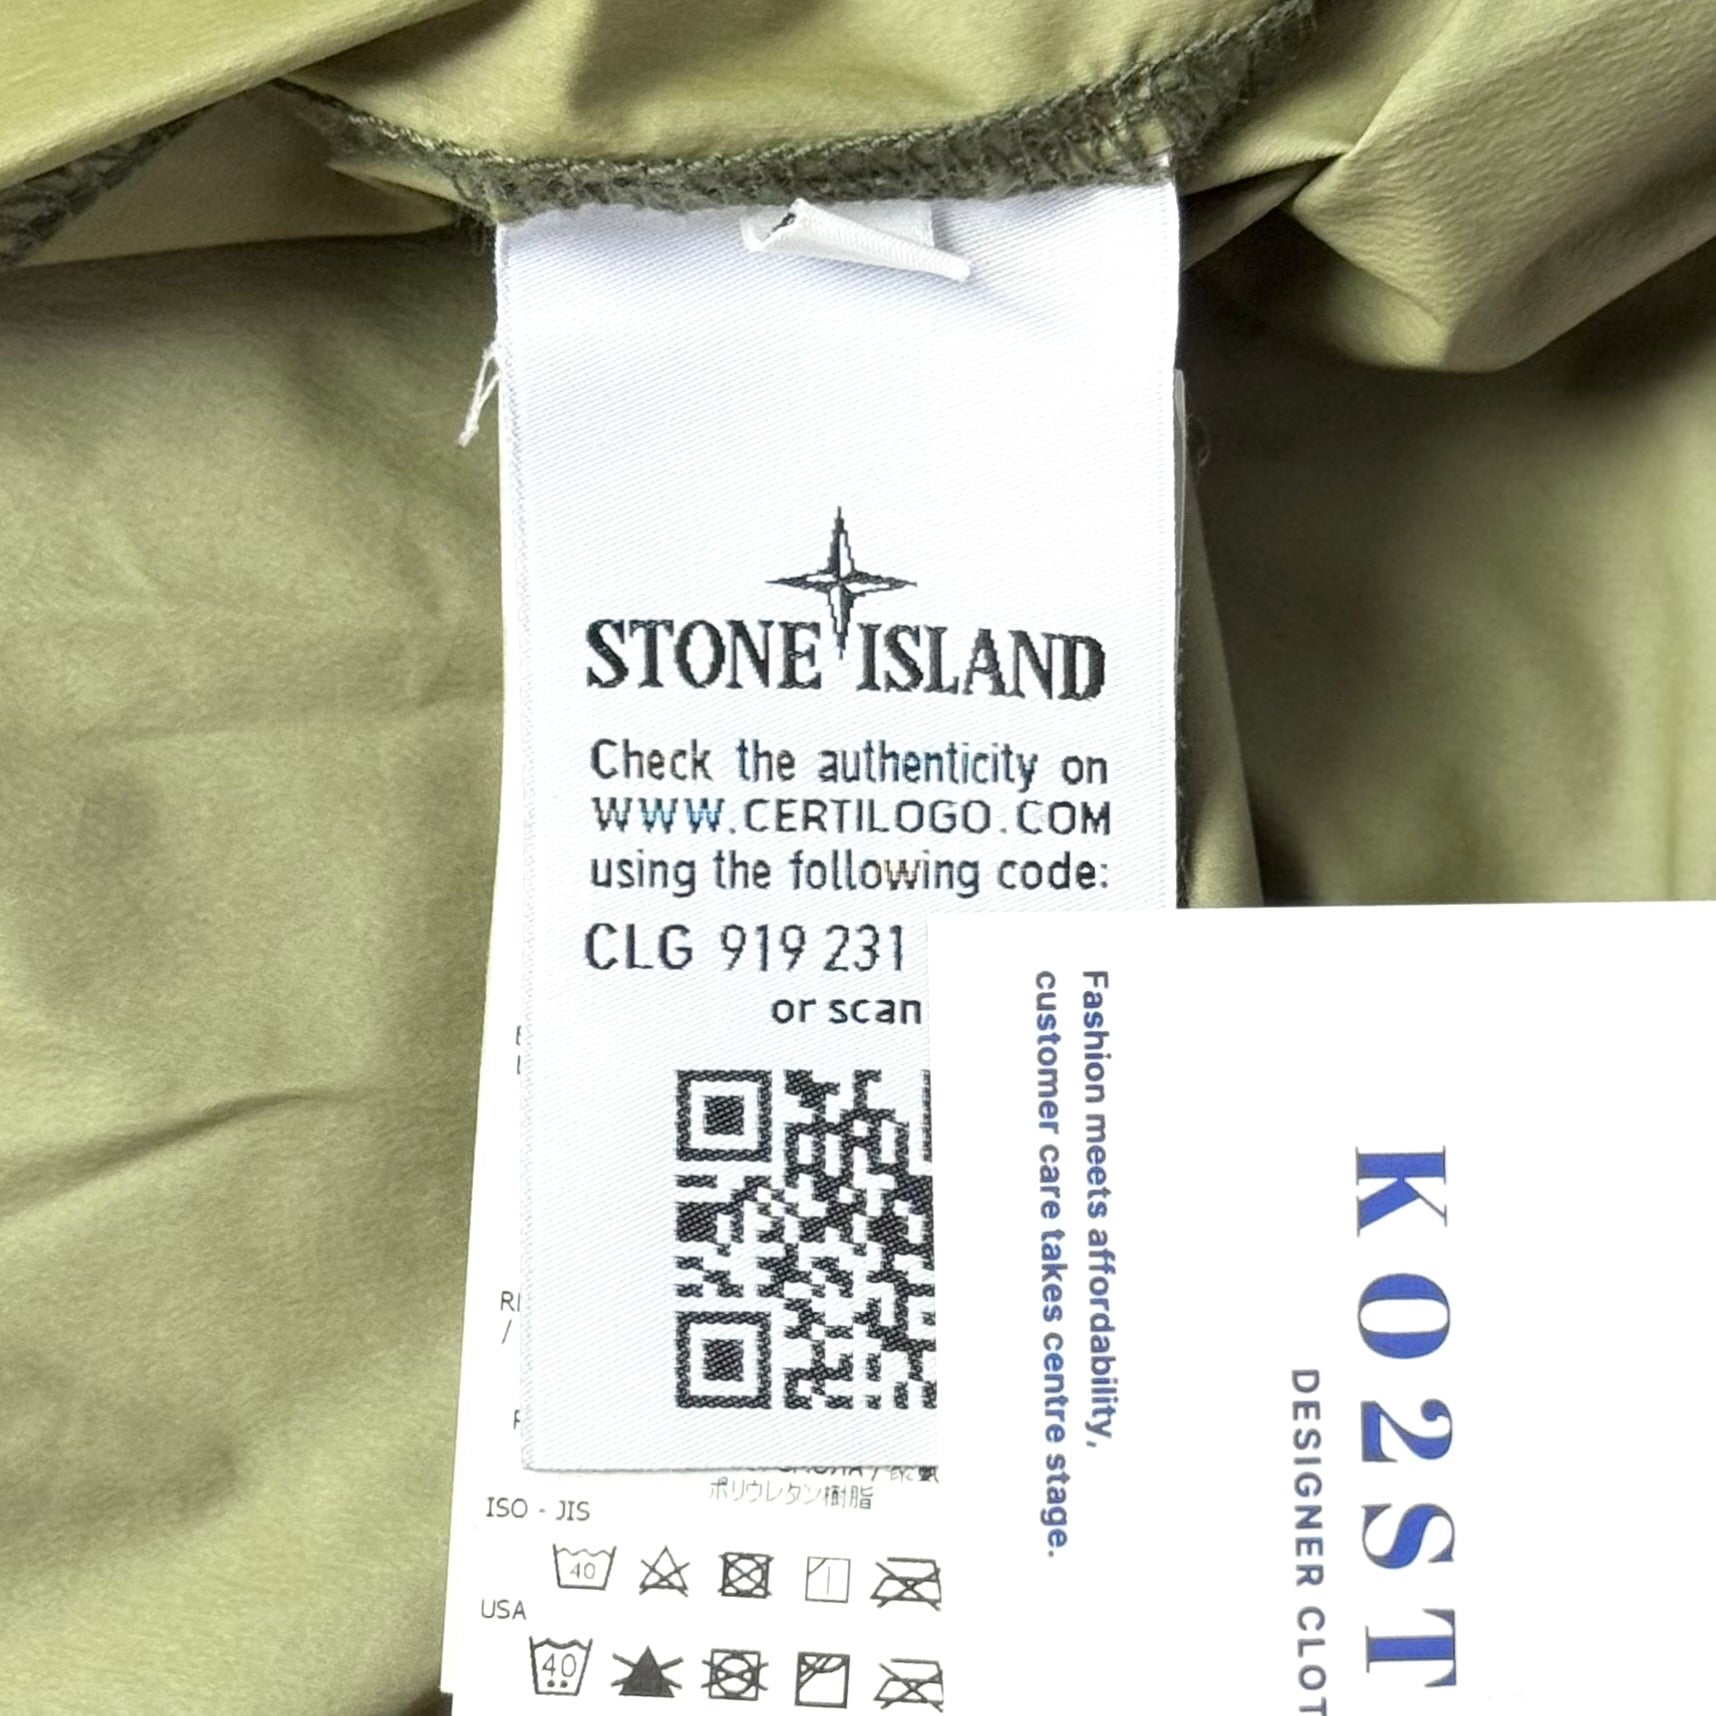 STONE ISLAND
Check the authenticity on
WWW.CERTILOGO.COM
using the following code:
CLG 919 231
or scan
ポリウレタン樹脂
ISO - JIS
40
USA
40
Fashion meets affordability,
customer care takes centre stage.
KO2ST
DESIGNER CLOT